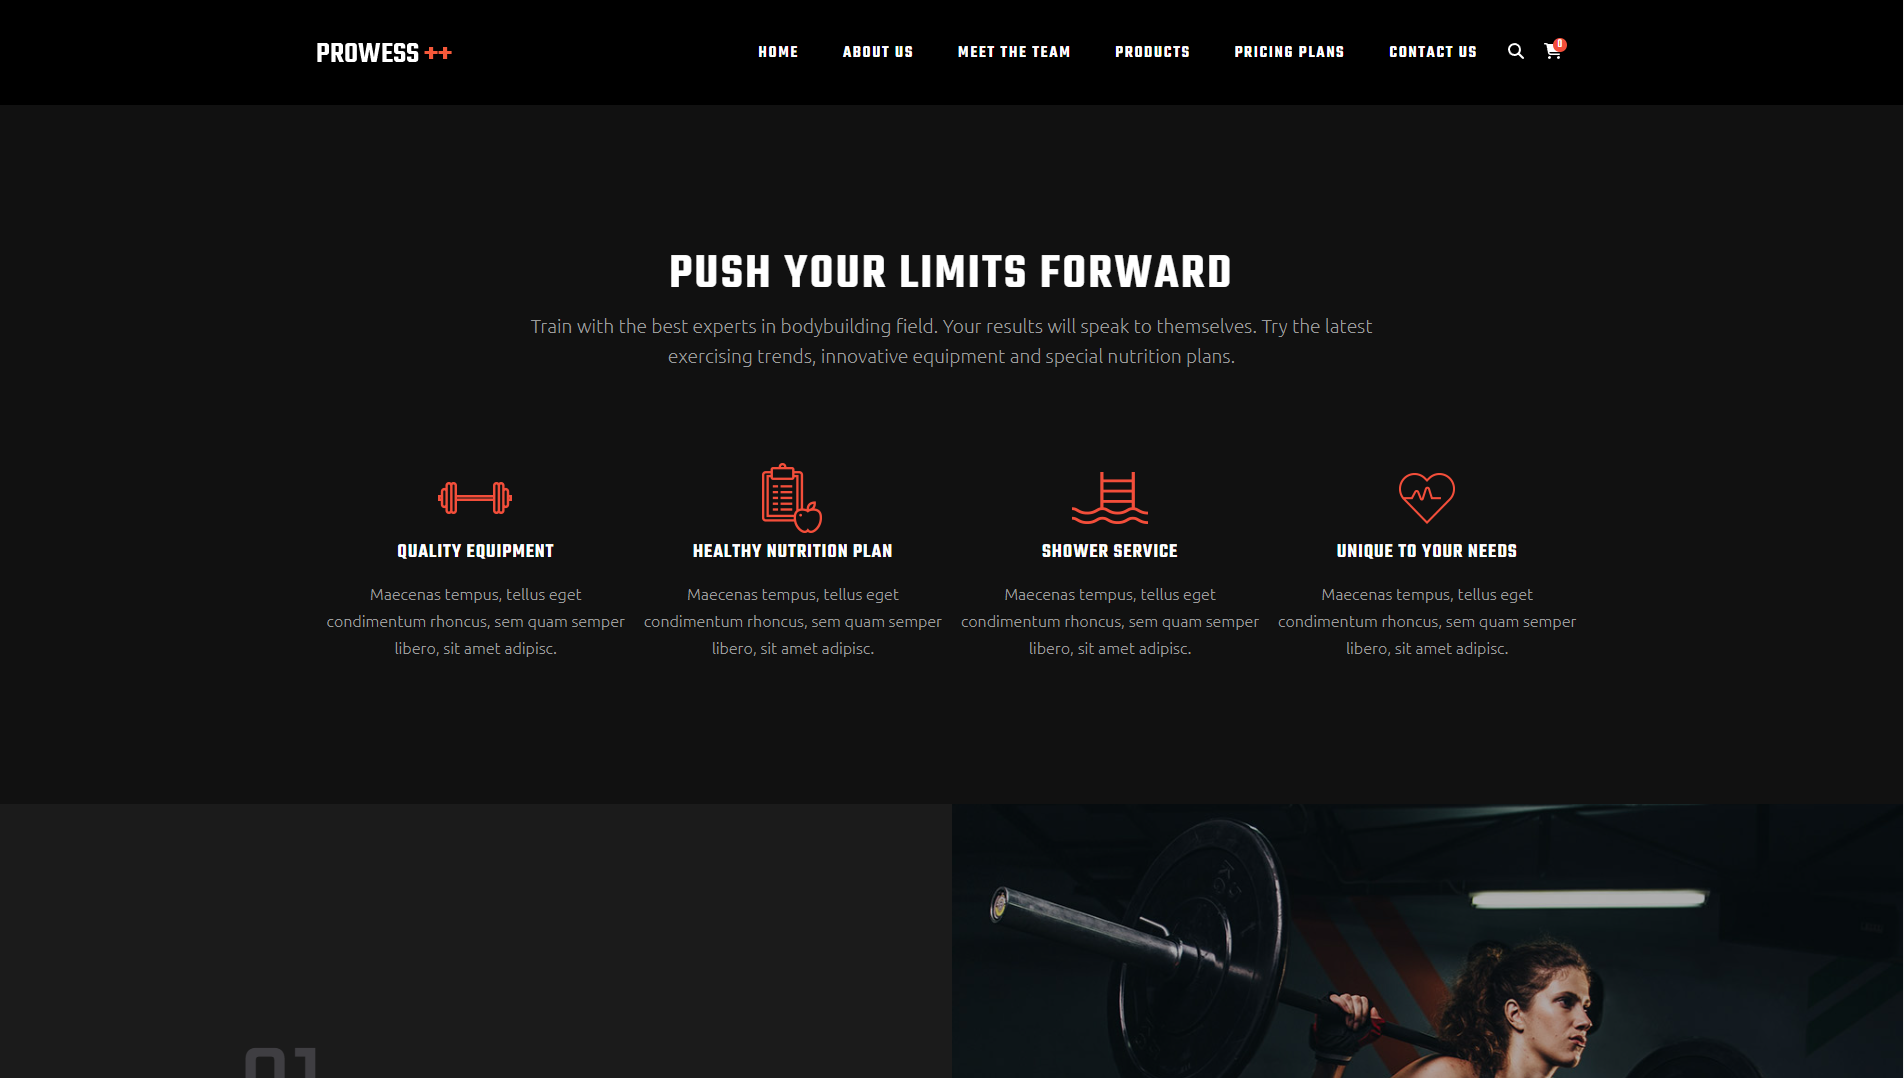 PROWESS ++
HOME ABOUT US MEET THE TEAM PRODUCTS PRICING PLANS CONTACT US 0
PUSH YOUR LIMITS FORWARD
Train with the best experts in bodybuilding field. Your results will speak to themselves. Try the latest
exercising trends, innovative equipment and special nutrition plans.
QUALITY EQUIPMENT
Maecenas tempus, tellus eget
condimentum rhoncus, sem quam semper
libero, sit amet adipisc.
HEALTHY NUTRITION PLAN
Maecenas tempus, tellus eget
condimentum rhoncus, sem quam semper
libero, sit amet adipisc.
SHOWER SERVICE
Maecenas tempus, tellus eget
condimentum rhoncus, sem quam semper
libero, sit amet adipisc.
UNIQUE TO YOUR NEEDS
Maecenas tempus, tellus eget
condimentum rhoncus, sem quam semper
libero, sit amet adipisc.
01